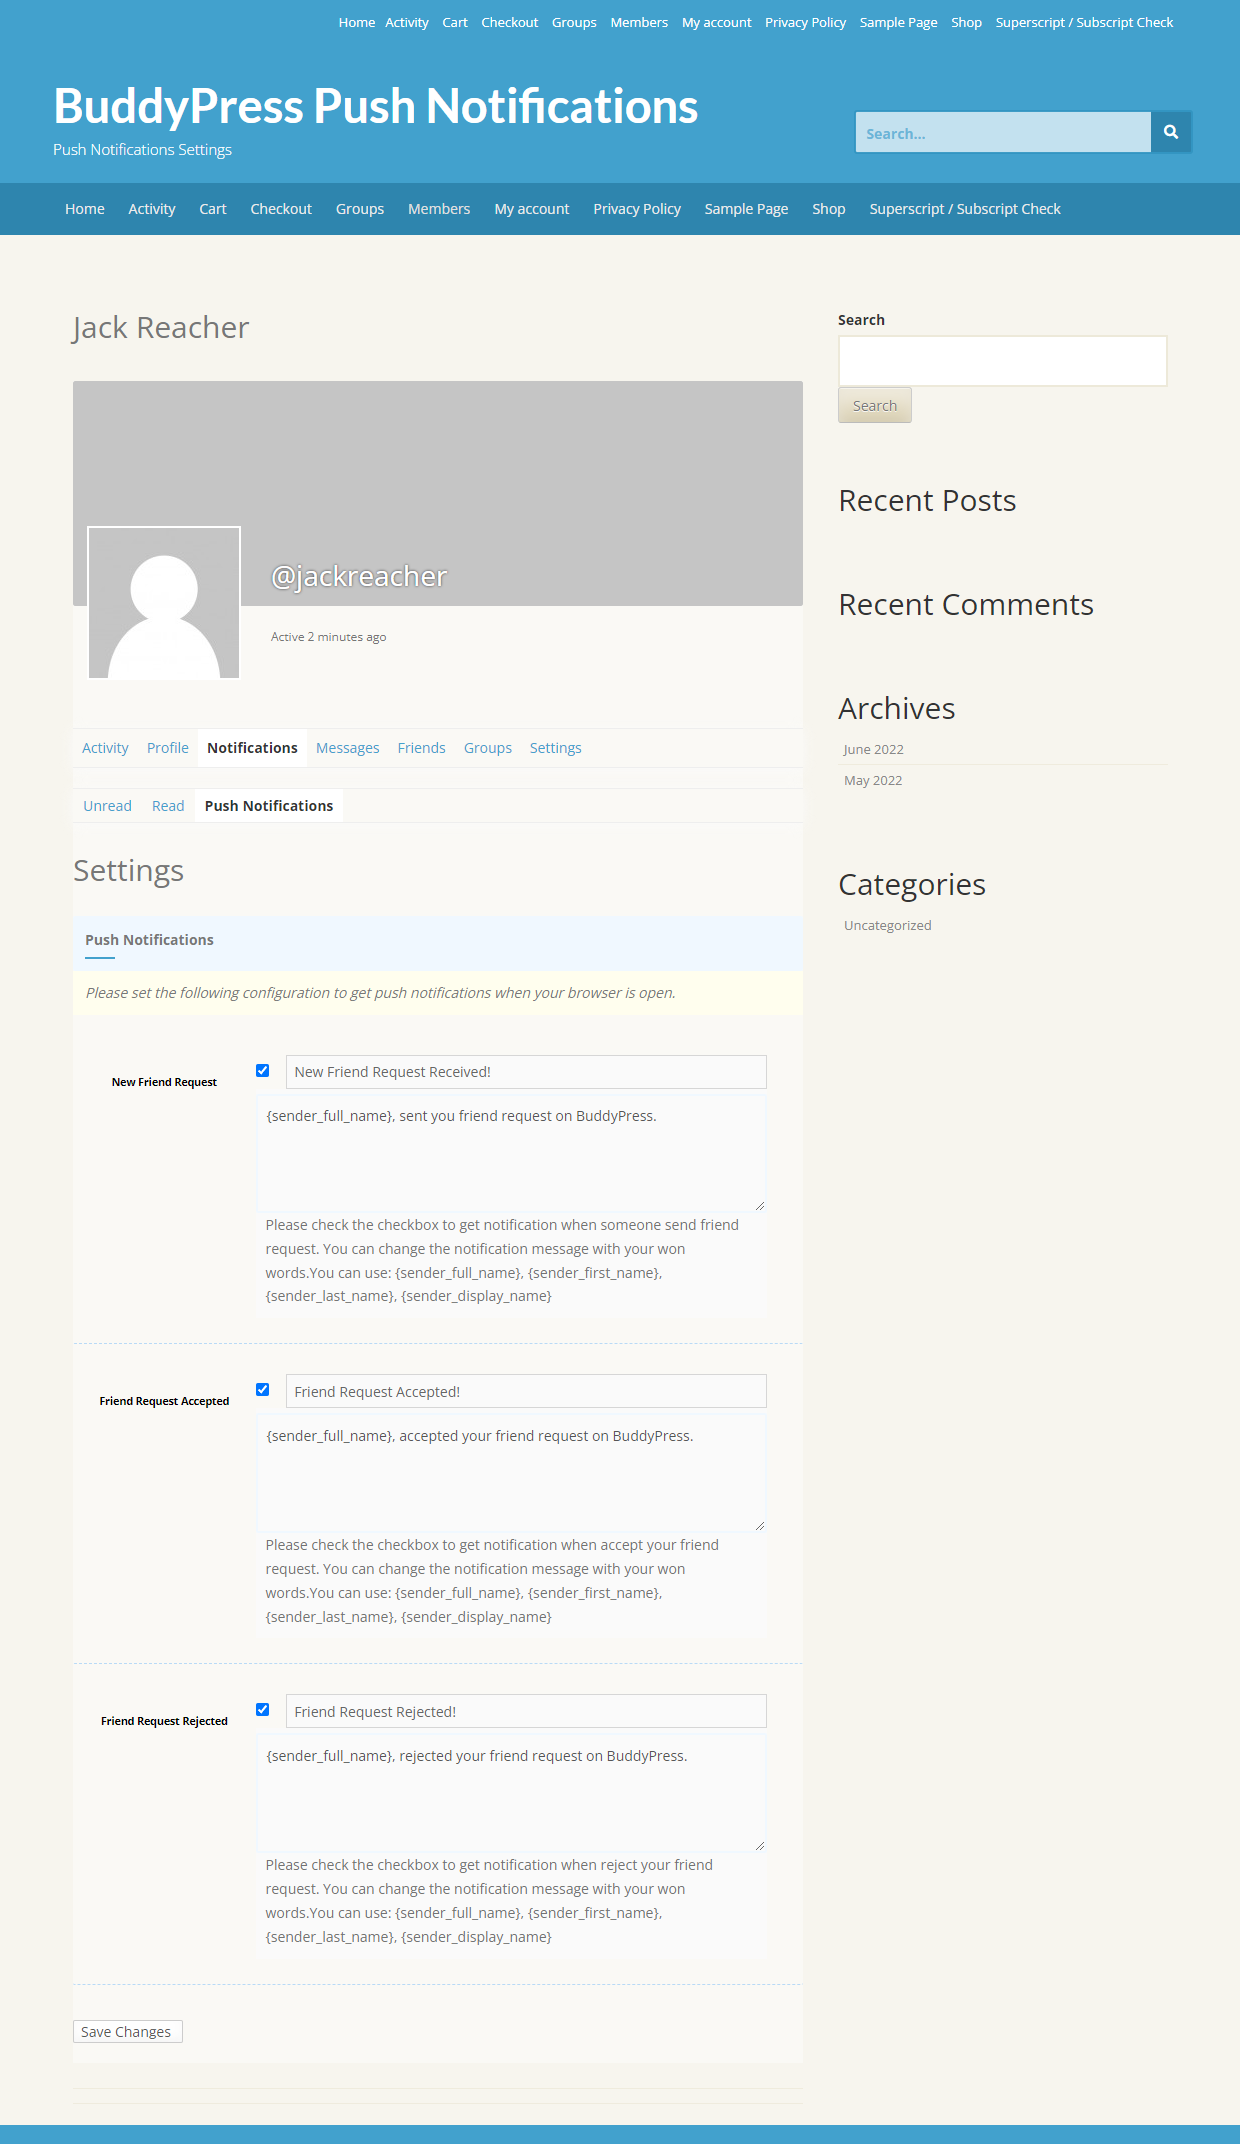 Home Activity Cart Checkout Groups Members My account Privacy Policy Sample Page Shop Superscript / Subscript Check
BuddyPress Push Notifications
Push Notifications Settings
Search...
Home Activity Cart Checkout Groups Members My account Privacy Policy Sample Page Shop Superscript / Subscript Check
Jack Reacher
@jackreacher
Active 2 minutes ago
Activity Profile Notifications Messages Friends Groups Settings
Unread Read Push Notifications
Settings
Push Notifications
Please set the following configuration to get push notifications when your browser is open.
New Friend Request
New Friend Request Received!
{sender_full_name}, sent you friend request on BuddyPress.
Please check the checkbox to get notification when someone send friend
request. You can change the notification message with your won
words.You can use: {sender_full_name}, {sender_first_name},
{sender_last_name}, {sender_display_name}
Friend Request Accepted
Friend Request Accepted!
{sender_full_name}, accepted your friend request on BuddyPress.
Please check the checkbox to get notification when accept your friend
request. You can change the notification message with your won
words.You can use: {sender_full_name}, {sender_first_name},
{sender_last_name}, {sender_display_name}
Friend Request Rejected
Friend Request Rejected!
{sender_full_name}, rejected your friend request on BuddyPress.
Please check the checkbox to get notification when reject your friend
request. You can change the notification message with your won
words.You can use: {sender_full_name}, {sender_first_name},
{sender_last_name}, {sender_display_name}
Save Changes
Search
Search
Recent Posts
Recent Comments
Archives
June 2022
May 2022
Categories
Uncategorized